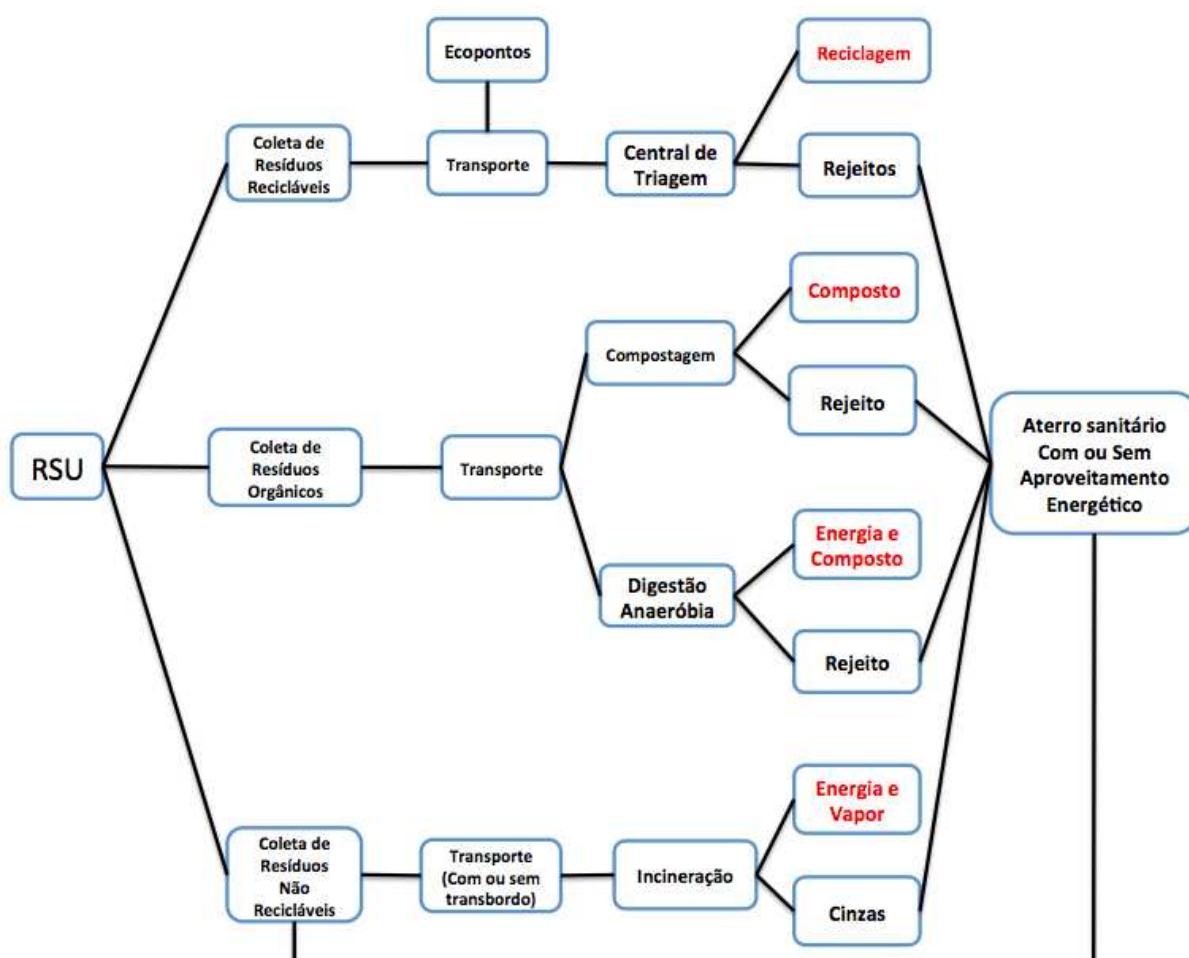 Ecopontos
Reciclagem
Coleta de
Resíduos
Recicláveis
Transporte
Central de
Triagem
Rejeitos
Composto
Compostagem
Rejeito
RSU
Coleta de
Resíduos
Orgânicos
Transporte
Aterro sanitário
Com ou Sem
Aproveitamento
Energético
Energia e
Composto
Digestão
Anaeróbia
Rejeito
Energia e
Vapor
Coleta de
Resíduos
Não
Recicláveis
Transporte
(Com ou sem
transbordo)
Incineração
Cinzas